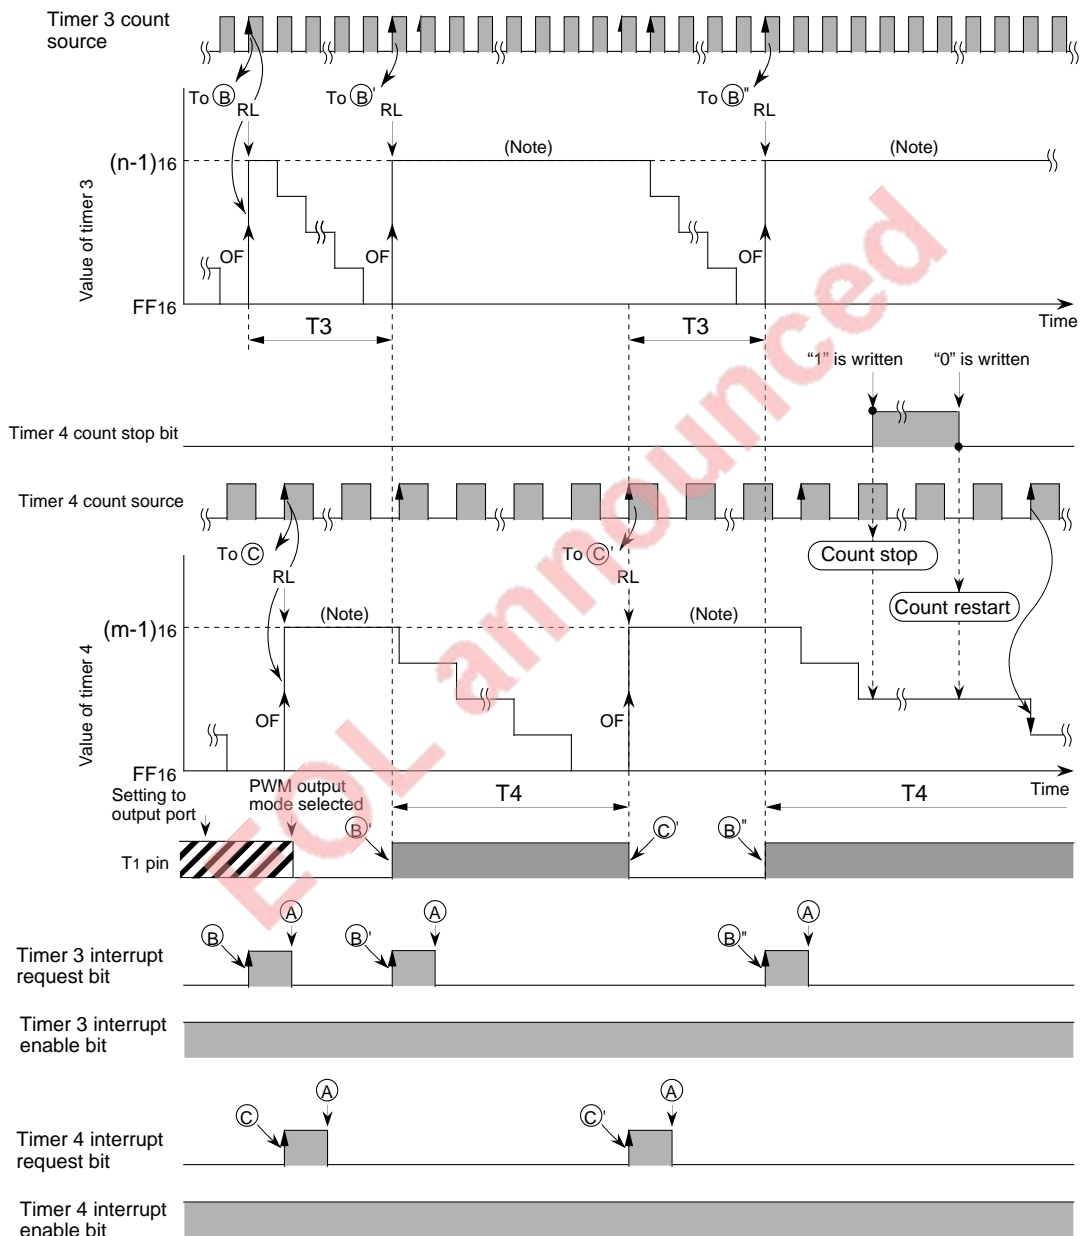 Timer 3 count
source
To B To B' To B"
RL RL RL
(n-1)16 (Note) (Note)
Value of timer 3
OF OF OF
FF16
T3 T3 Time
"1" is written "0" is written
Timer 4 count stop bit
Timer 4 count source
To C To C' Count stop
RL RL
Count restart
(m-1)16 (Note) (Note)
Value of timer 4
OF OF
FF16
Setting to
output port
PWM output
mode selected
T4 T4 Time
B' C' B"
T1 pin
A A A
B B' B"
Timer 3 interrupt
request bit
Timer 3 interrupt
enable bit
A A
C C'
Timer 4 interrupt
request bit
Timer 4 interrupt
enable bit
EOL announced